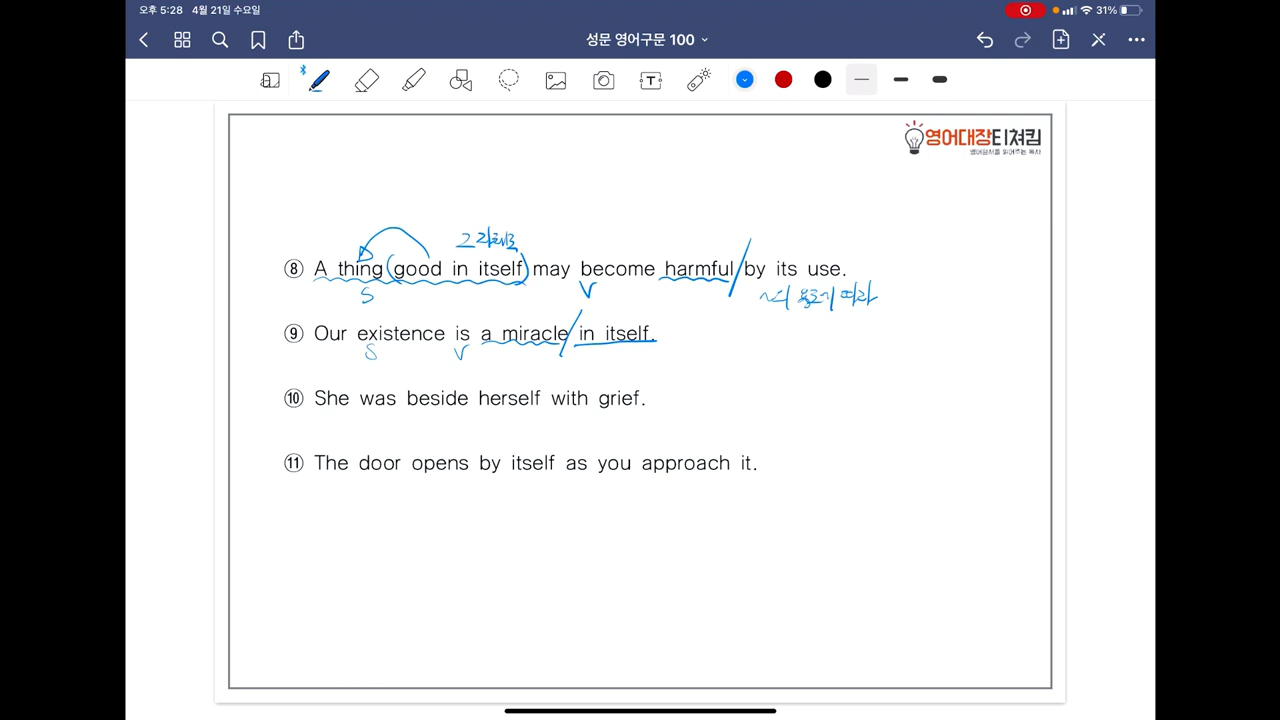 오후 5:28 4월 21일 수요일
31%
성문 영어구문 100
영어대장티쳐킴
그 자체로
⑧ A thing (good in itself) may become harmful / by its use.
S V ~의 용도에 따라
⑨ Our existence is a miracle / in itself.
S V
⑩ She was beside herself with grief.
⑪ The door opens by itself as you approach it.